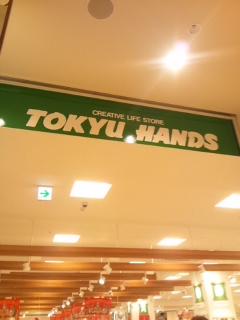 CREATIVE LIFE STORE
TOKYU HANDS